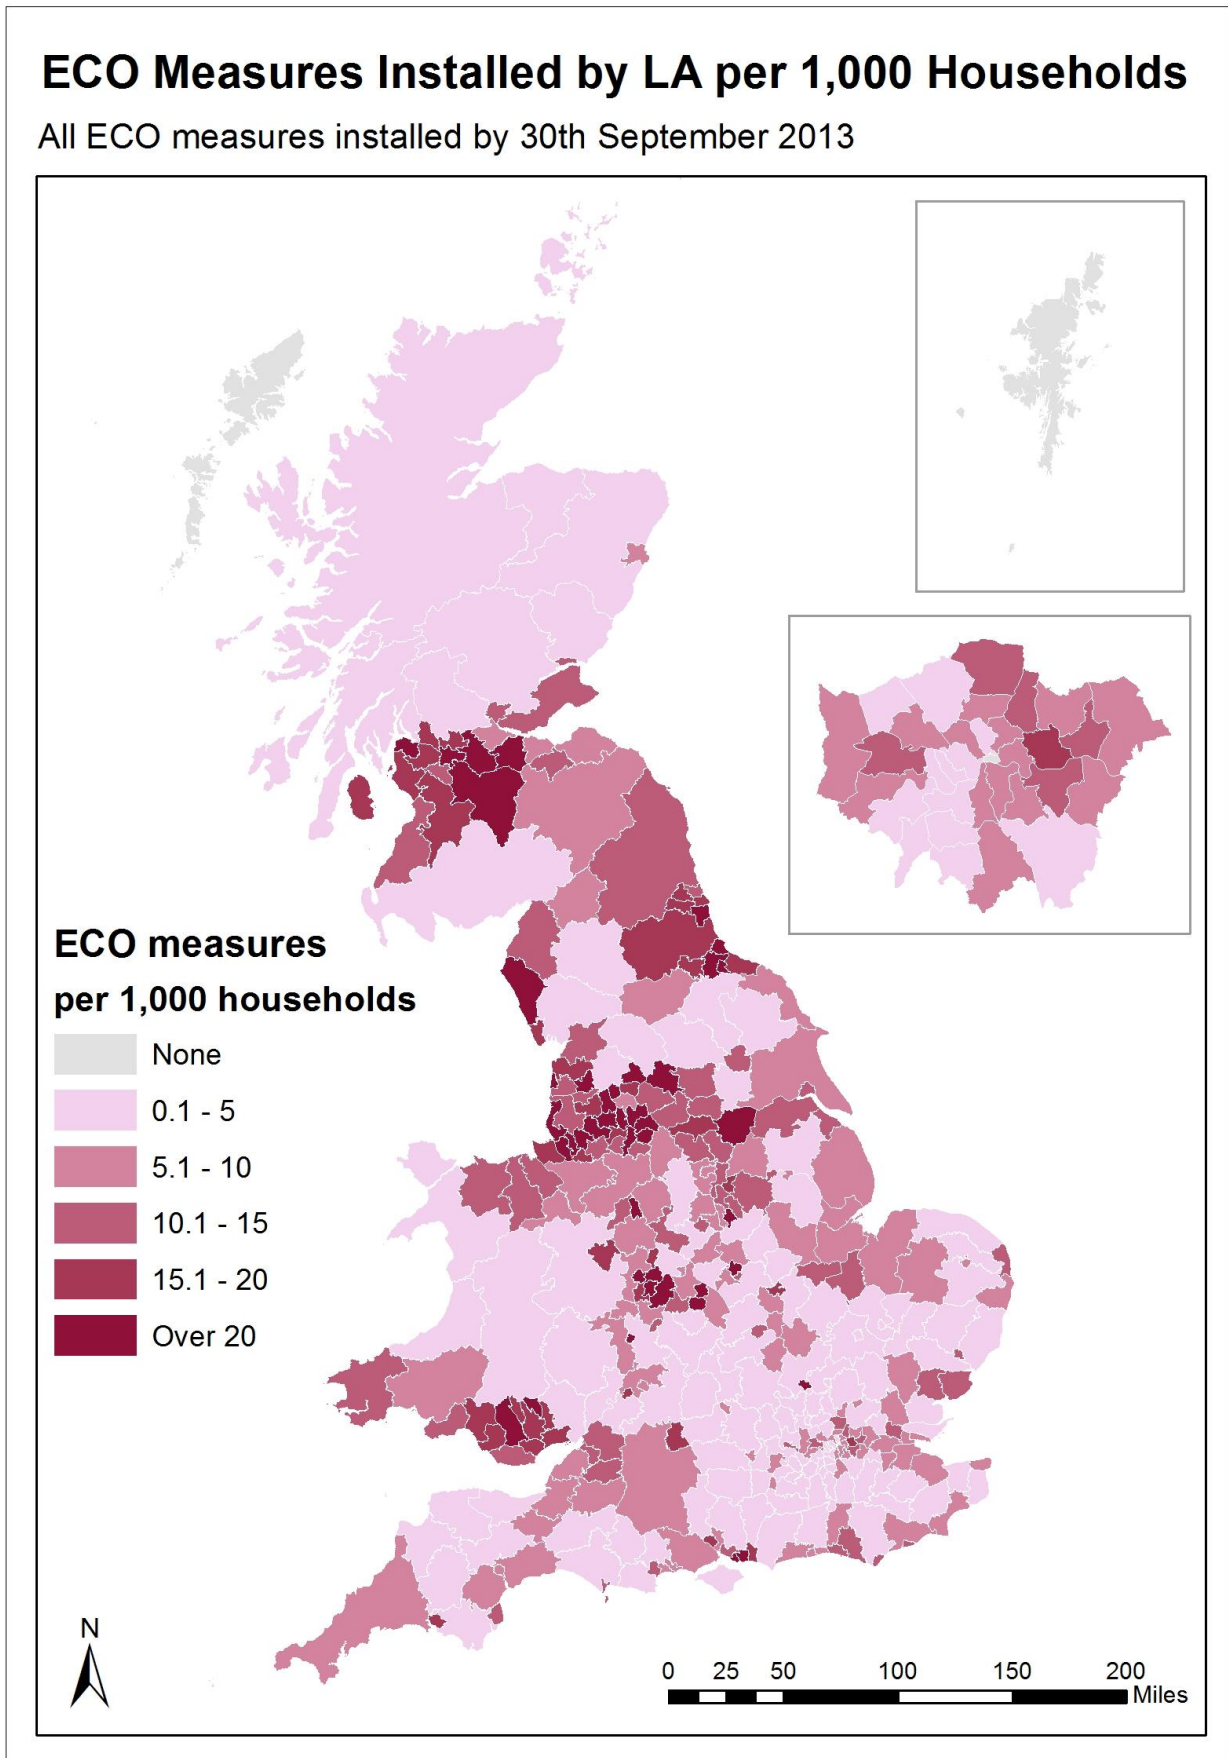 ECO Measures Installed by LA per 1,000 Households
All ECO measures installed by 30th September 2013
ECO measures
per 1,000 households
None
0.1 - 5
5.1 - 10
10.1 - 15
15.1 - 20
Over 20
N
0 25 50 100 150 200
Miles